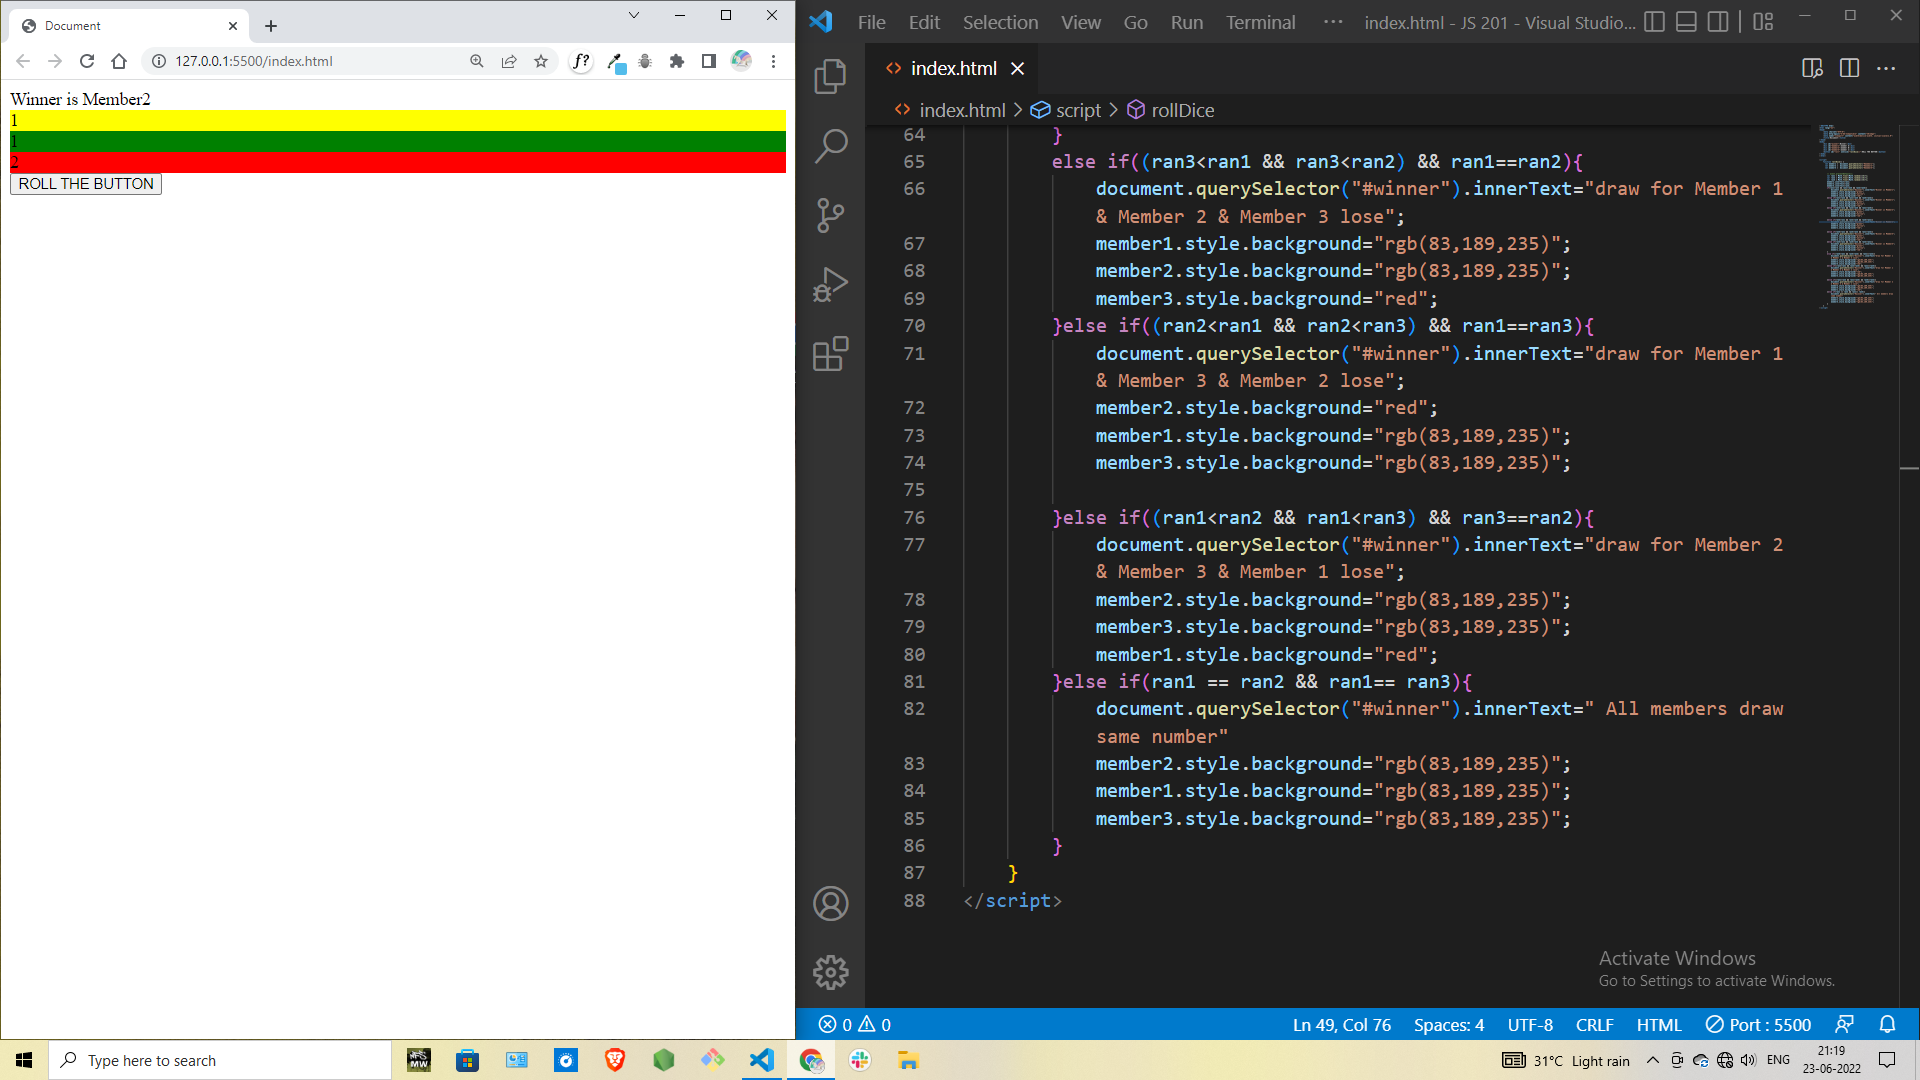 Document
127.0.0.1:5500/index.html
Winner is Member2
1
1
2
ROLL THE BUTTON
File Edit Selection View Go Run Terminal ··· index.html - JS 201 - Visual Studio...
index.html
index.html > script > rollDice
64 }
65 else if((ran3<ran1 && ran3<ran2) && ran1==ran2){
66 document.querySelector("#winner").innerText="draw for Member 1
& Member 2 & Member 3 lose";
67 member1.style.background="rgb(83,189,235)";
68 member2.style.background="rgb(83,189,235)";
69 member3.style.background="red";
70 }else if((ran2<ran1 && ran2<ran3) && ran1==ran3){
71 document.querySelector("#winner").innerText="draw for Member 1
& Member 3 & Member 2 lose";
72 member2.style.background="red";
73 member1.style.background="rgb(83,189,235)";
74 member3.style.background="rgb(83,189,235)";
75
76 }else if((ran1<ran2 && ran1<ran3) && ran3==ran2){
77 document.querySelector("#winner").innerText="draw for Member 2
& Member 3 & Member 1 lose";
78 member2.style.background="rgb(83,189,235)";
79 member3.style.background="rgb(83,189,235)";
80 member1.style.background="red";
81 }else if(ran1 == ran2 && ran1== ran3){
82 document.querySelector("#winner").innerText=" All members draw
same number"
83 member2.style.background="rgb(83,189,235)";
84 member1.style.background="rgb(83,189,235)";
85 member3.style.background="rgb(83,189,235)";
86 }
87 }
88 </script>
Activate Windows
Go to Settings to activate Windows.
0 0 Ln 49, Col 76 Spaces: 4 UTF-8 CRLF HTML Port : 5500
Type here to search
31°C Light rain ENG 21:19
23-06-2022